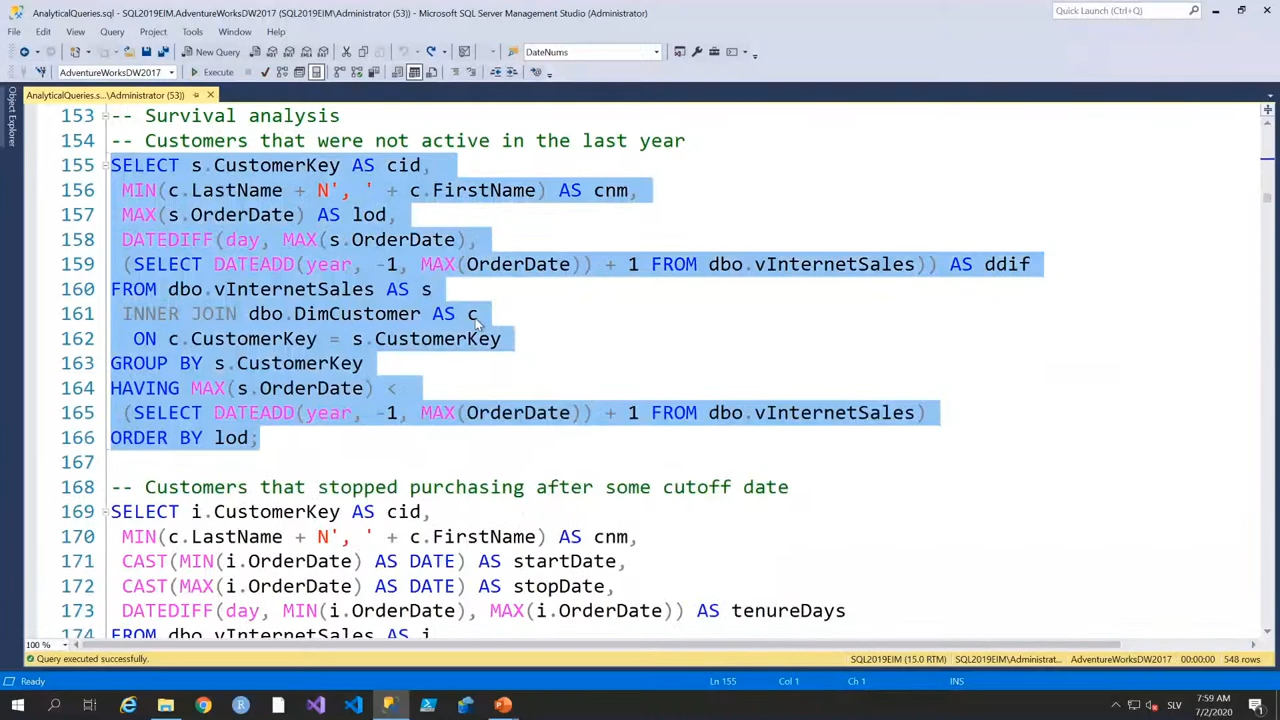 AnalyticalQueries.sql - SQL2019EIM.AdventureWorksDW2017 (SQL2019EIM\Administrator (53)) - Microsoft SQL Server Management Studio (Administrator)
Quick Launch (Ctrl+Q)
File Edit View Query Project Tools Window Help
New Query
DateNums
AdventureWorksDW2017
Execute
Object Explorer
AnalyticalQueries.s...\Administrator (53))
153 -- Survival analysis
154 -- Customers that were not active in the last year
155 SELECT s.CustomerKey AS cid,
156 MIN(c.LastName + N', ' + c.FirstName) AS cnm,
157 MAX(s.OrderDate) AS lod,
158 DATEDIFF(day, MAX(s.OrderDate),
159 (SELECT DATEADD(year, -1, MAX(OrderDate)) + 1 FROM dbo.vInternetSales)) AS ddif
160 FROM dbo.vInternetSales AS s
161 INNER JOIN dbo.DimCustomer AS c
162 ON c.CustomerKey = s.CustomerKey
163 GROUP BY s.CustomerKey
164 HAVING MAX(s.OrderDate) <
165 (SELECT DATEADD(year, -1, MAX(OrderDate)) + 1 FROM dbo.vInternetSales)
166 ORDER BY lod;
167
168 -- Customers that stopped purchasing after some cutoff date
169 SELECT i.CustomerKey AS cid,
170 MIN(c.LastName + N', ' + c.FirstName) AS cnm,
171 CAST(MIN(i.OrderDate) AS DATE) AS startDate,
172 CAST(MAX(i.OrderDate) AS DATE) AS stopDate,
173 DATEDIFF(day, MIN(i.OrderDate), MAX(i.OrderDate)) AS tenureDays
174 FROM dbo.vInternetSales AS i
100 %
Query executed successfully.
SQL2019EIM (15.0 RTM) SQL2019EIM\Administrat... AdventureWorksDW2017 00:00:00 548 rows
Ready Ln 155 Col 1 Ch 1 INS
SLV
7:59 AM
7/2/2020
1